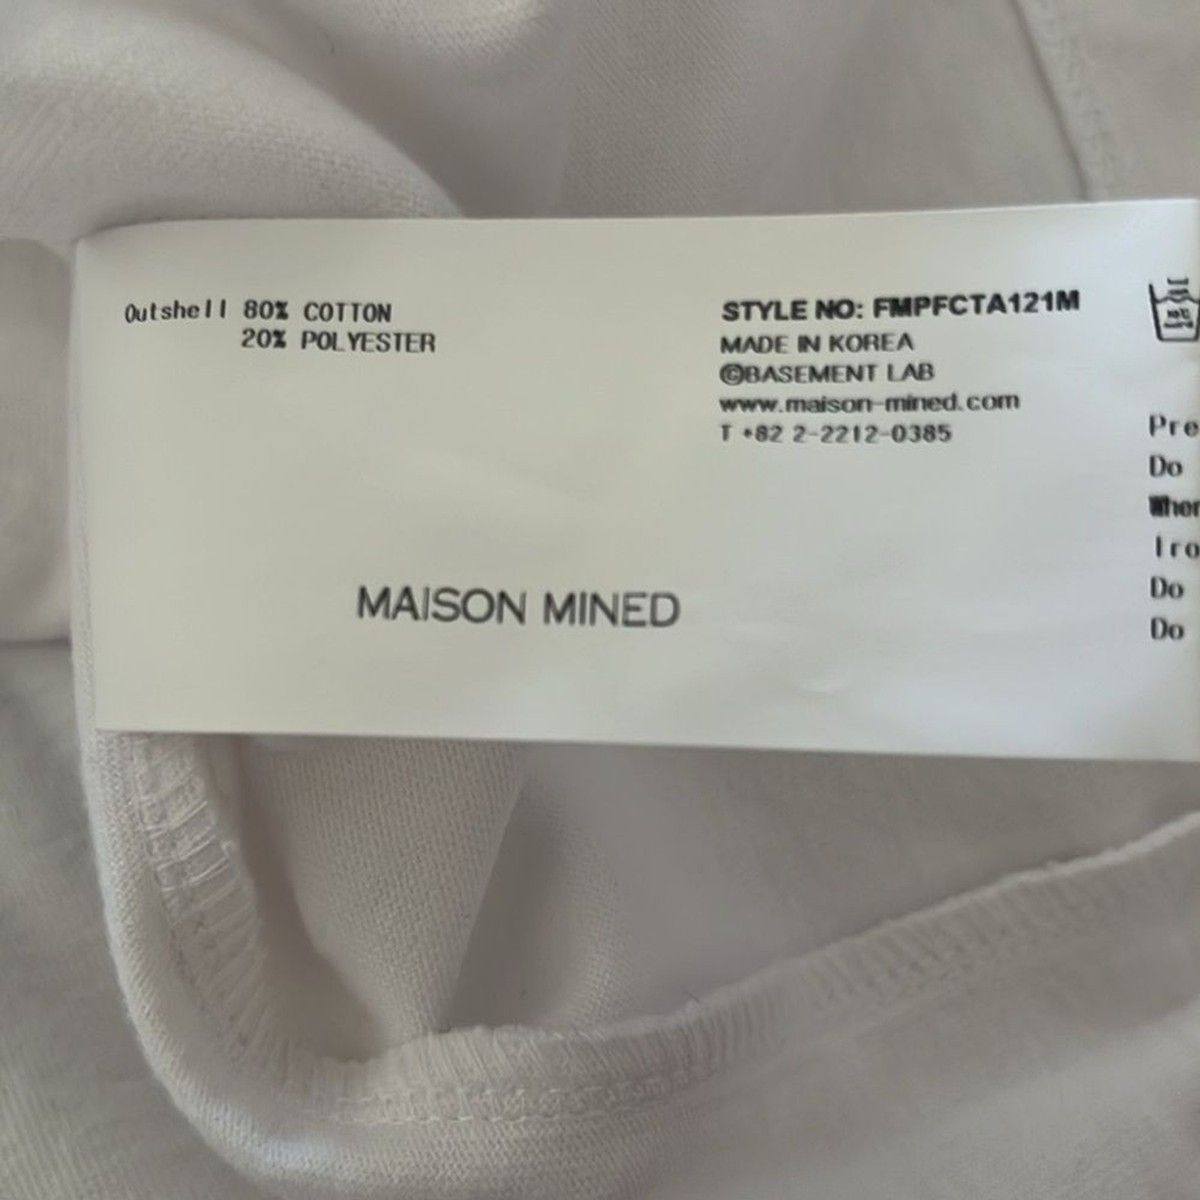 Outshell 80% COTTON
20% POLYESTER
STYLE NO: FMPFCTA121M
MADE IN KOREA
©BASEMENT LAB
www.maison-mined.com
T +82 2-2212-0385
MAISON MINED
Pre
Do
Wher
Iro
Do
Do